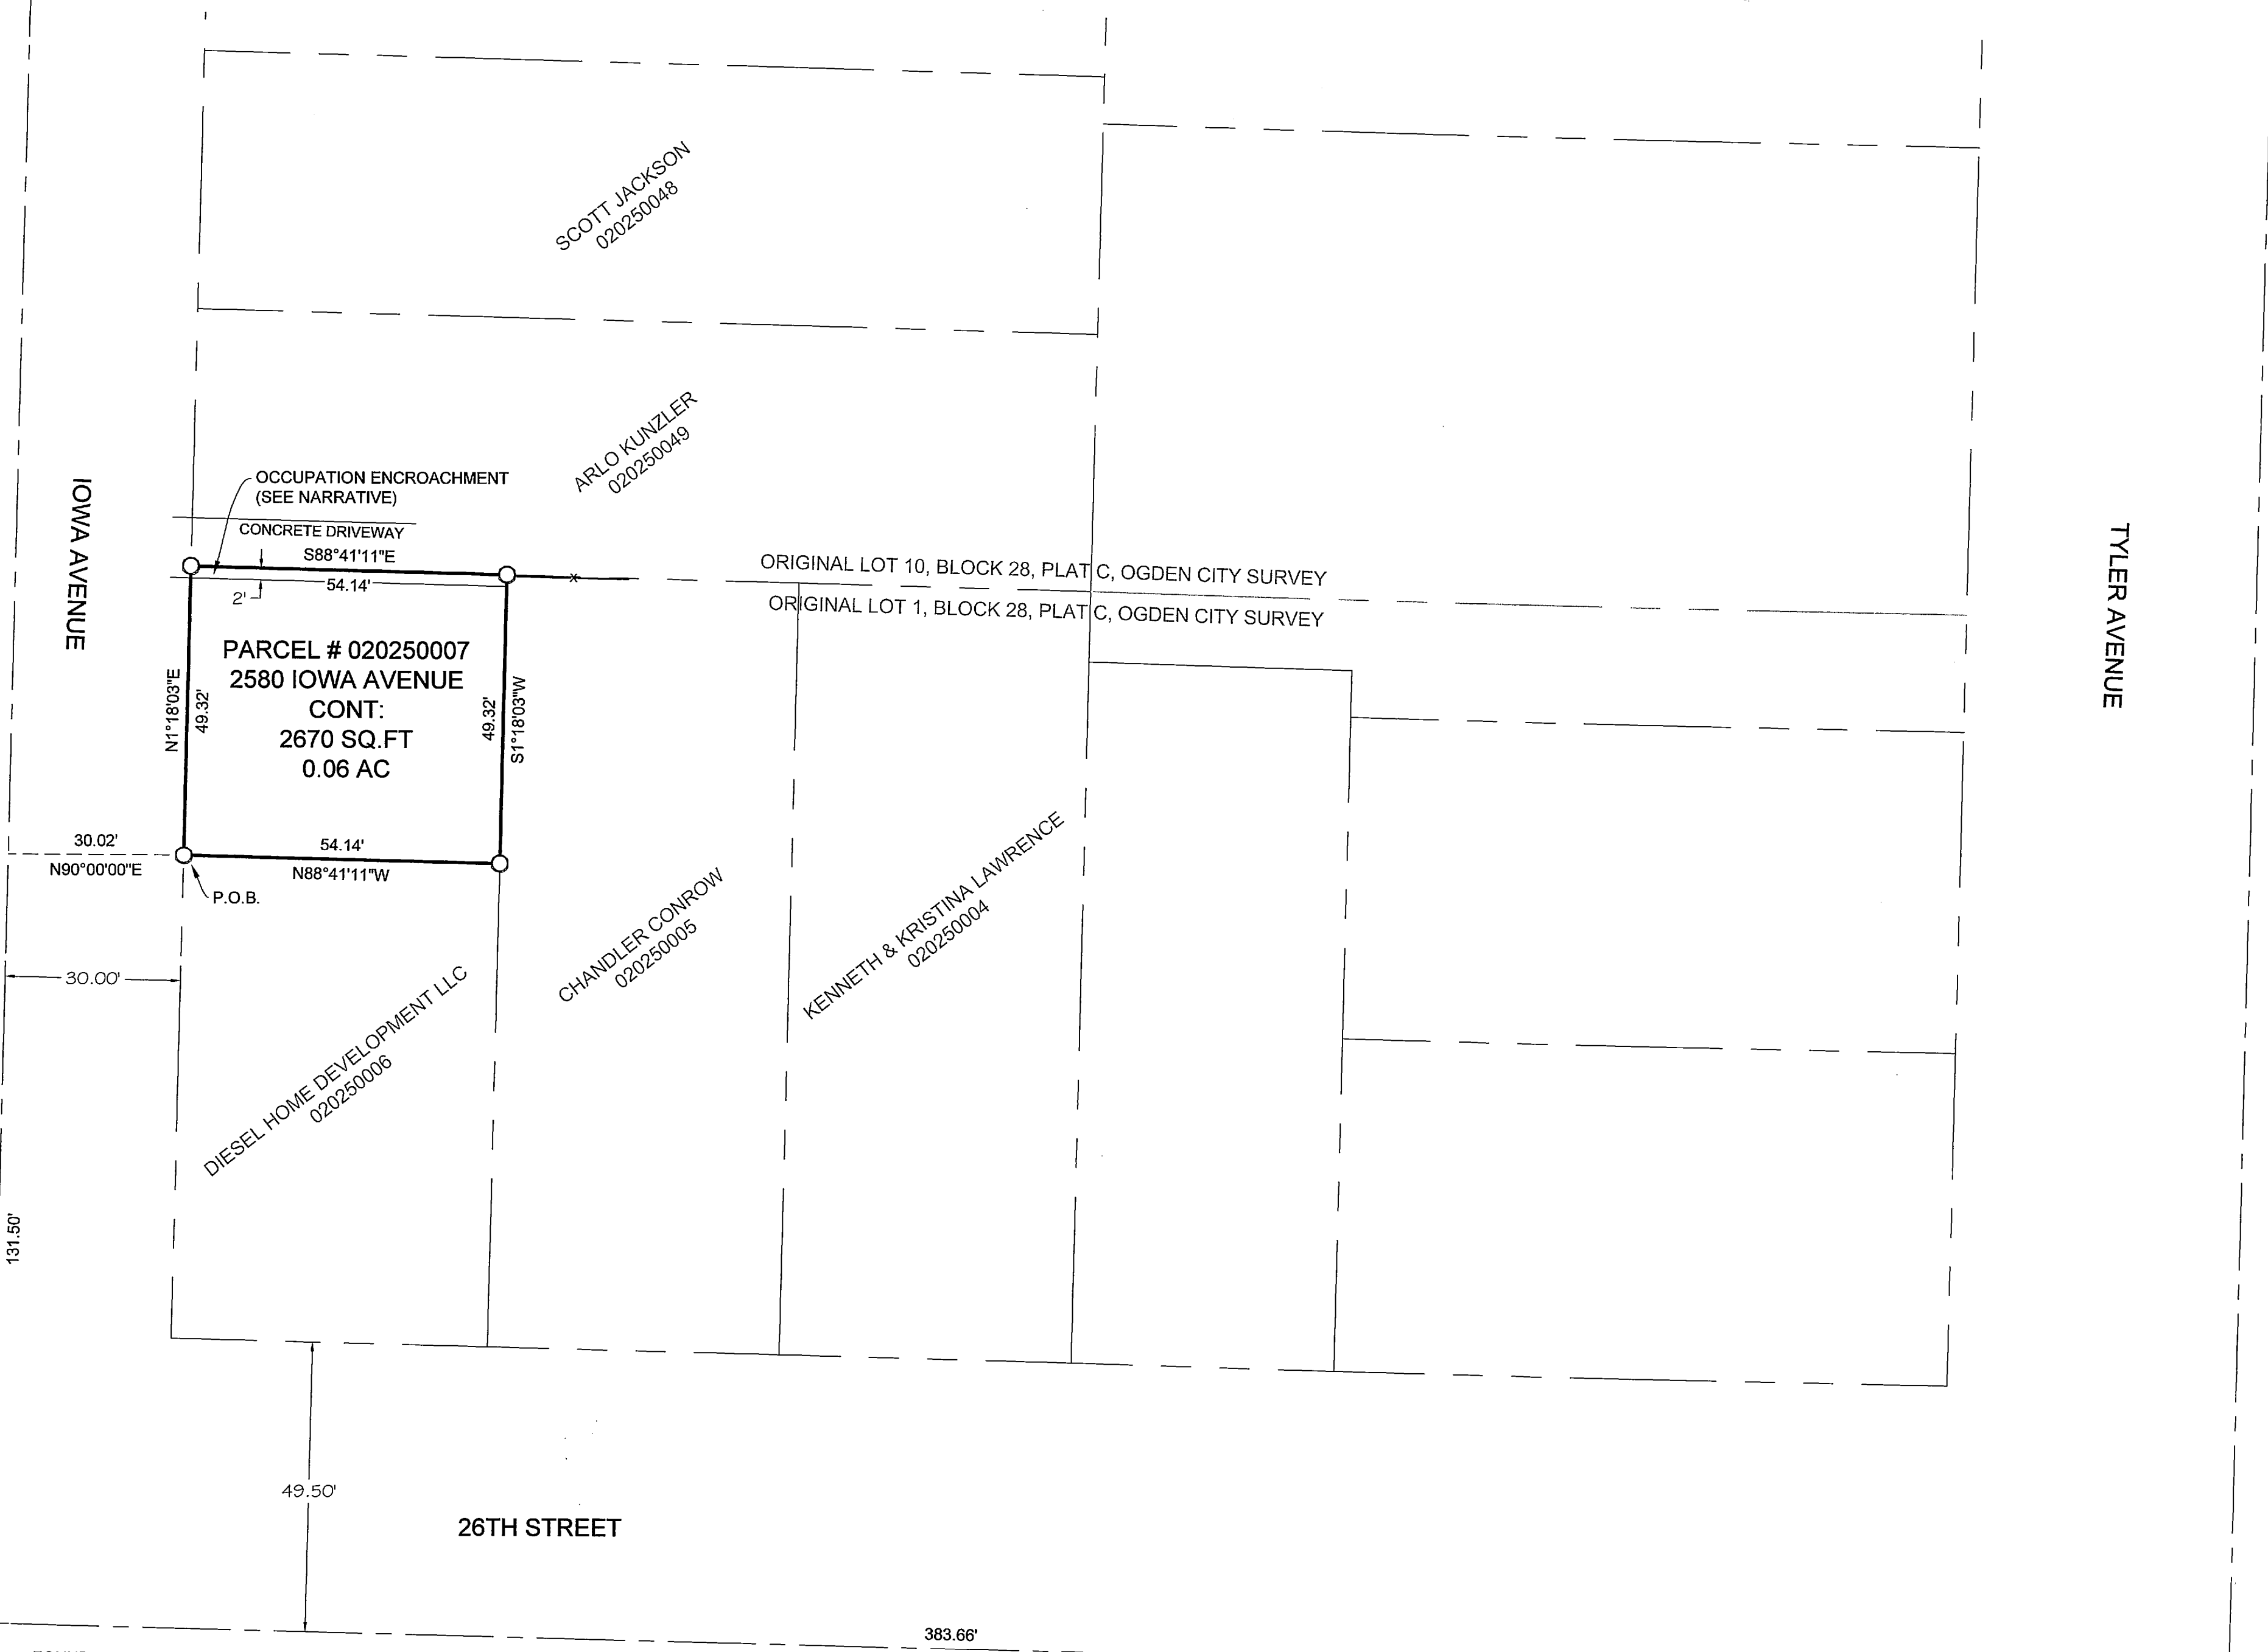 SCOTT JACKSON
020250048
ARLO KUNZLER
020250049
IOWA AVENUE
OCCUPATION ENCROACHMENT
(SEE NARRATIVE)
CONCRETE DRIVEWAY
S88°41'11"E
54.14'
2'
ORIGINAL LOT 10, BLOCK 28, PLAT C, OGDEN CITY SURVEY
ORIGINAL LOT 1, BLOCK 28, PLAT C, OGDEN CITY SURVEY
TYLER AVENUE
PARCEL # 020250007
2580 IOWA AVENUE
CONT:
2670 SQ.FT
0.06 AC
N1°18'03"E
49.32'
49.32'
S1°18'03"W
30.02'
N90°00'00"E
54.14'
N88°41'11"W
P.O.B.
30.00'
DIESEL HOME DEVELOPMENT LLC
020250006
CHANDLER CONROW
020250005
KENNETH & KRISTINA LAWRENCE
020250004
131.50'
49.50'
26TH STREET
383.66'